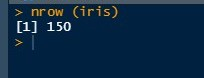 > nrow (iris)
[1] 150
>